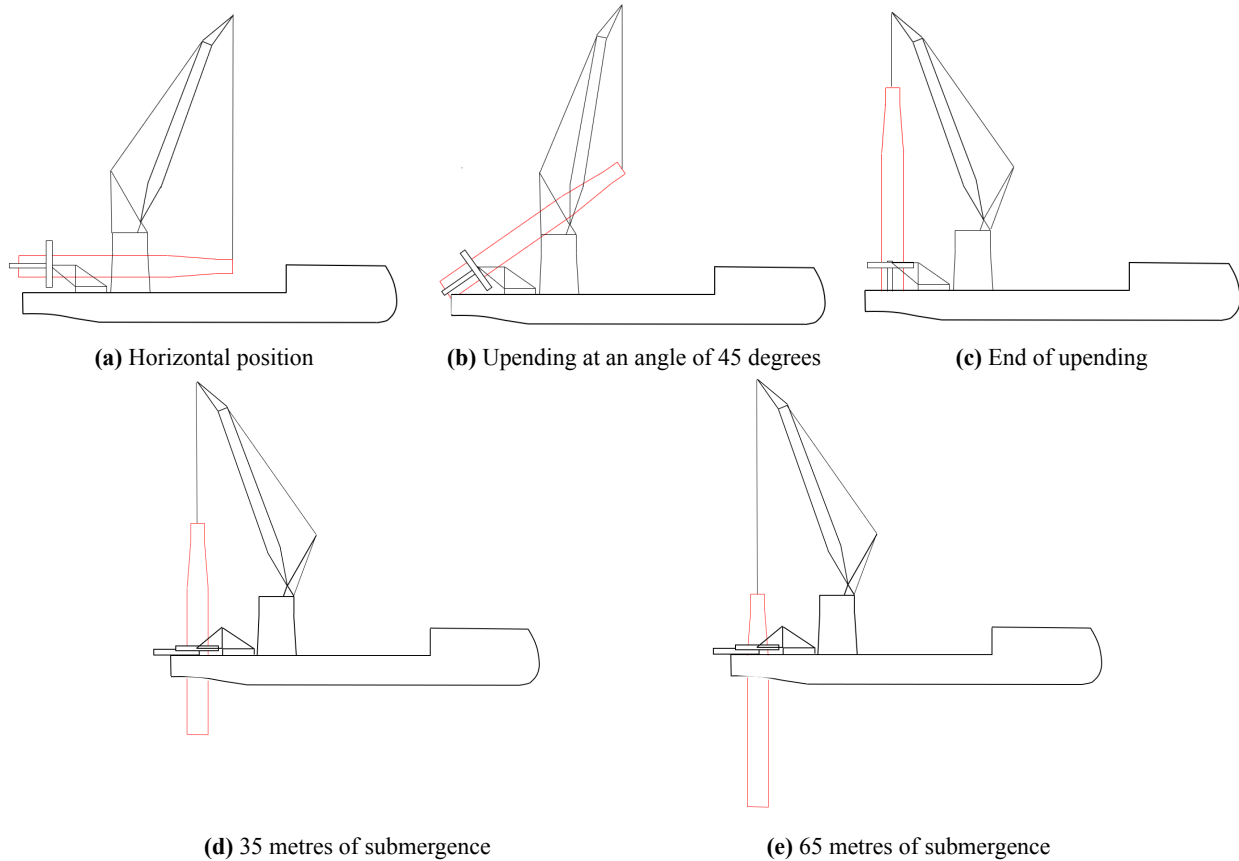 (a) Horizontal position
(b) Upending at an angle of 45 degrees
(c) End of upending
(d) 35 metres of submergence
(e) 65 metres of submergence